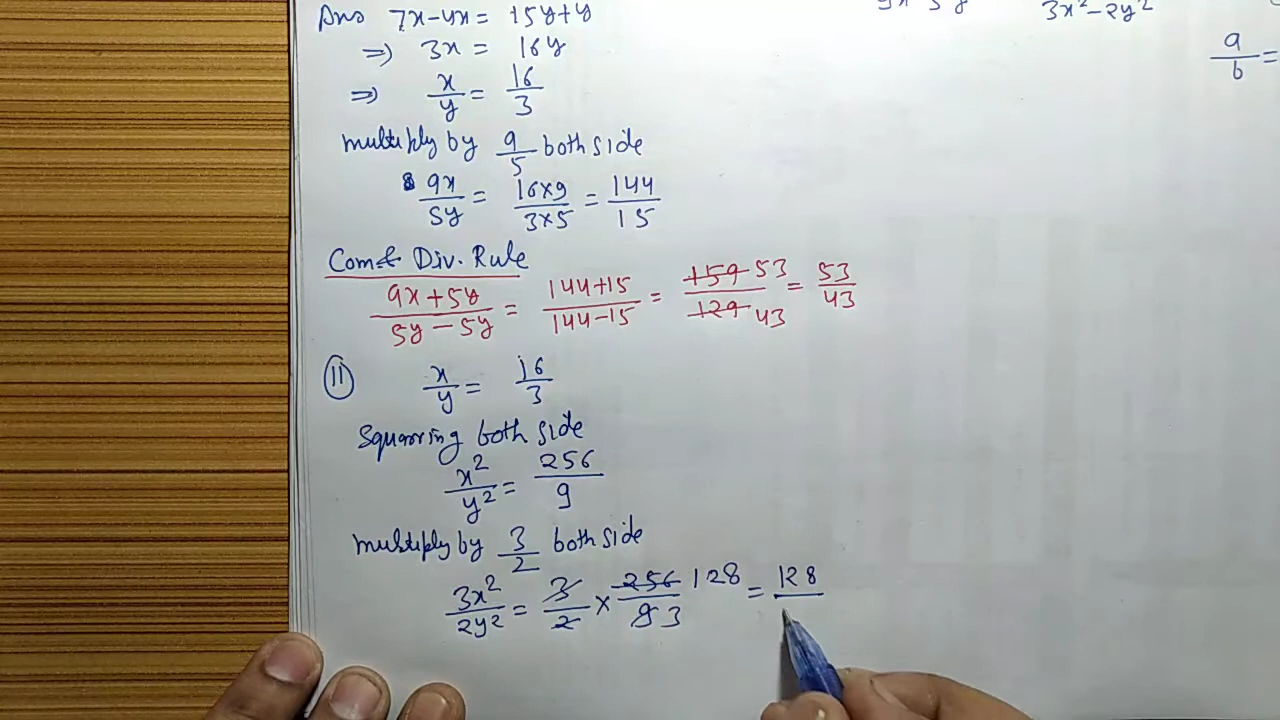 Ans 7x-4x = 15y+y
3x²-2y²
⇒ 3x = 16y
a/b =
⇒ x/y = 16/3
multiply by 9/5 both side
9x/5y = 16×9/3×5 = 144/15
Com & Div. Rule
9x+5y/5y-5y = 144+15/144-15 = 159 53/129 43 = 53/43
(11) x/y = 16/3
Squaring both side
x²/y² = 256/9
multiply by 3/2 both side
3x²/2y² = 3/2 × 256/9 128/3 = 128